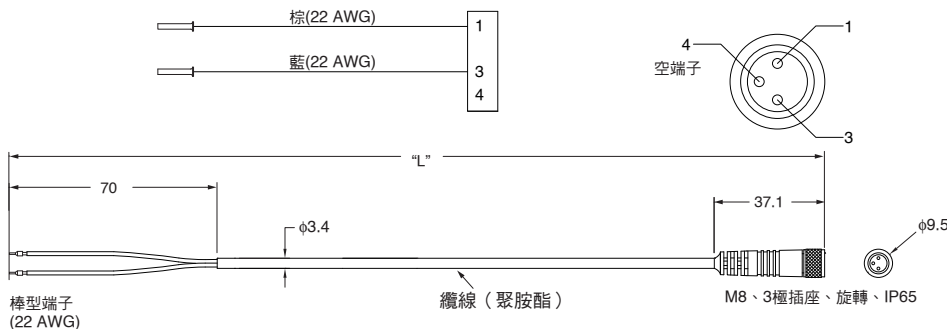 棕(22 AWG)
1
藍(22 AWG)
3
4
1
4
空端子
3
“L”
70
37.1
ϕ3.4
ϕ9.5
棒型端子
(22 AWG)
纜線（聚胺酯）
M8、3極插座、旋轉、IP65